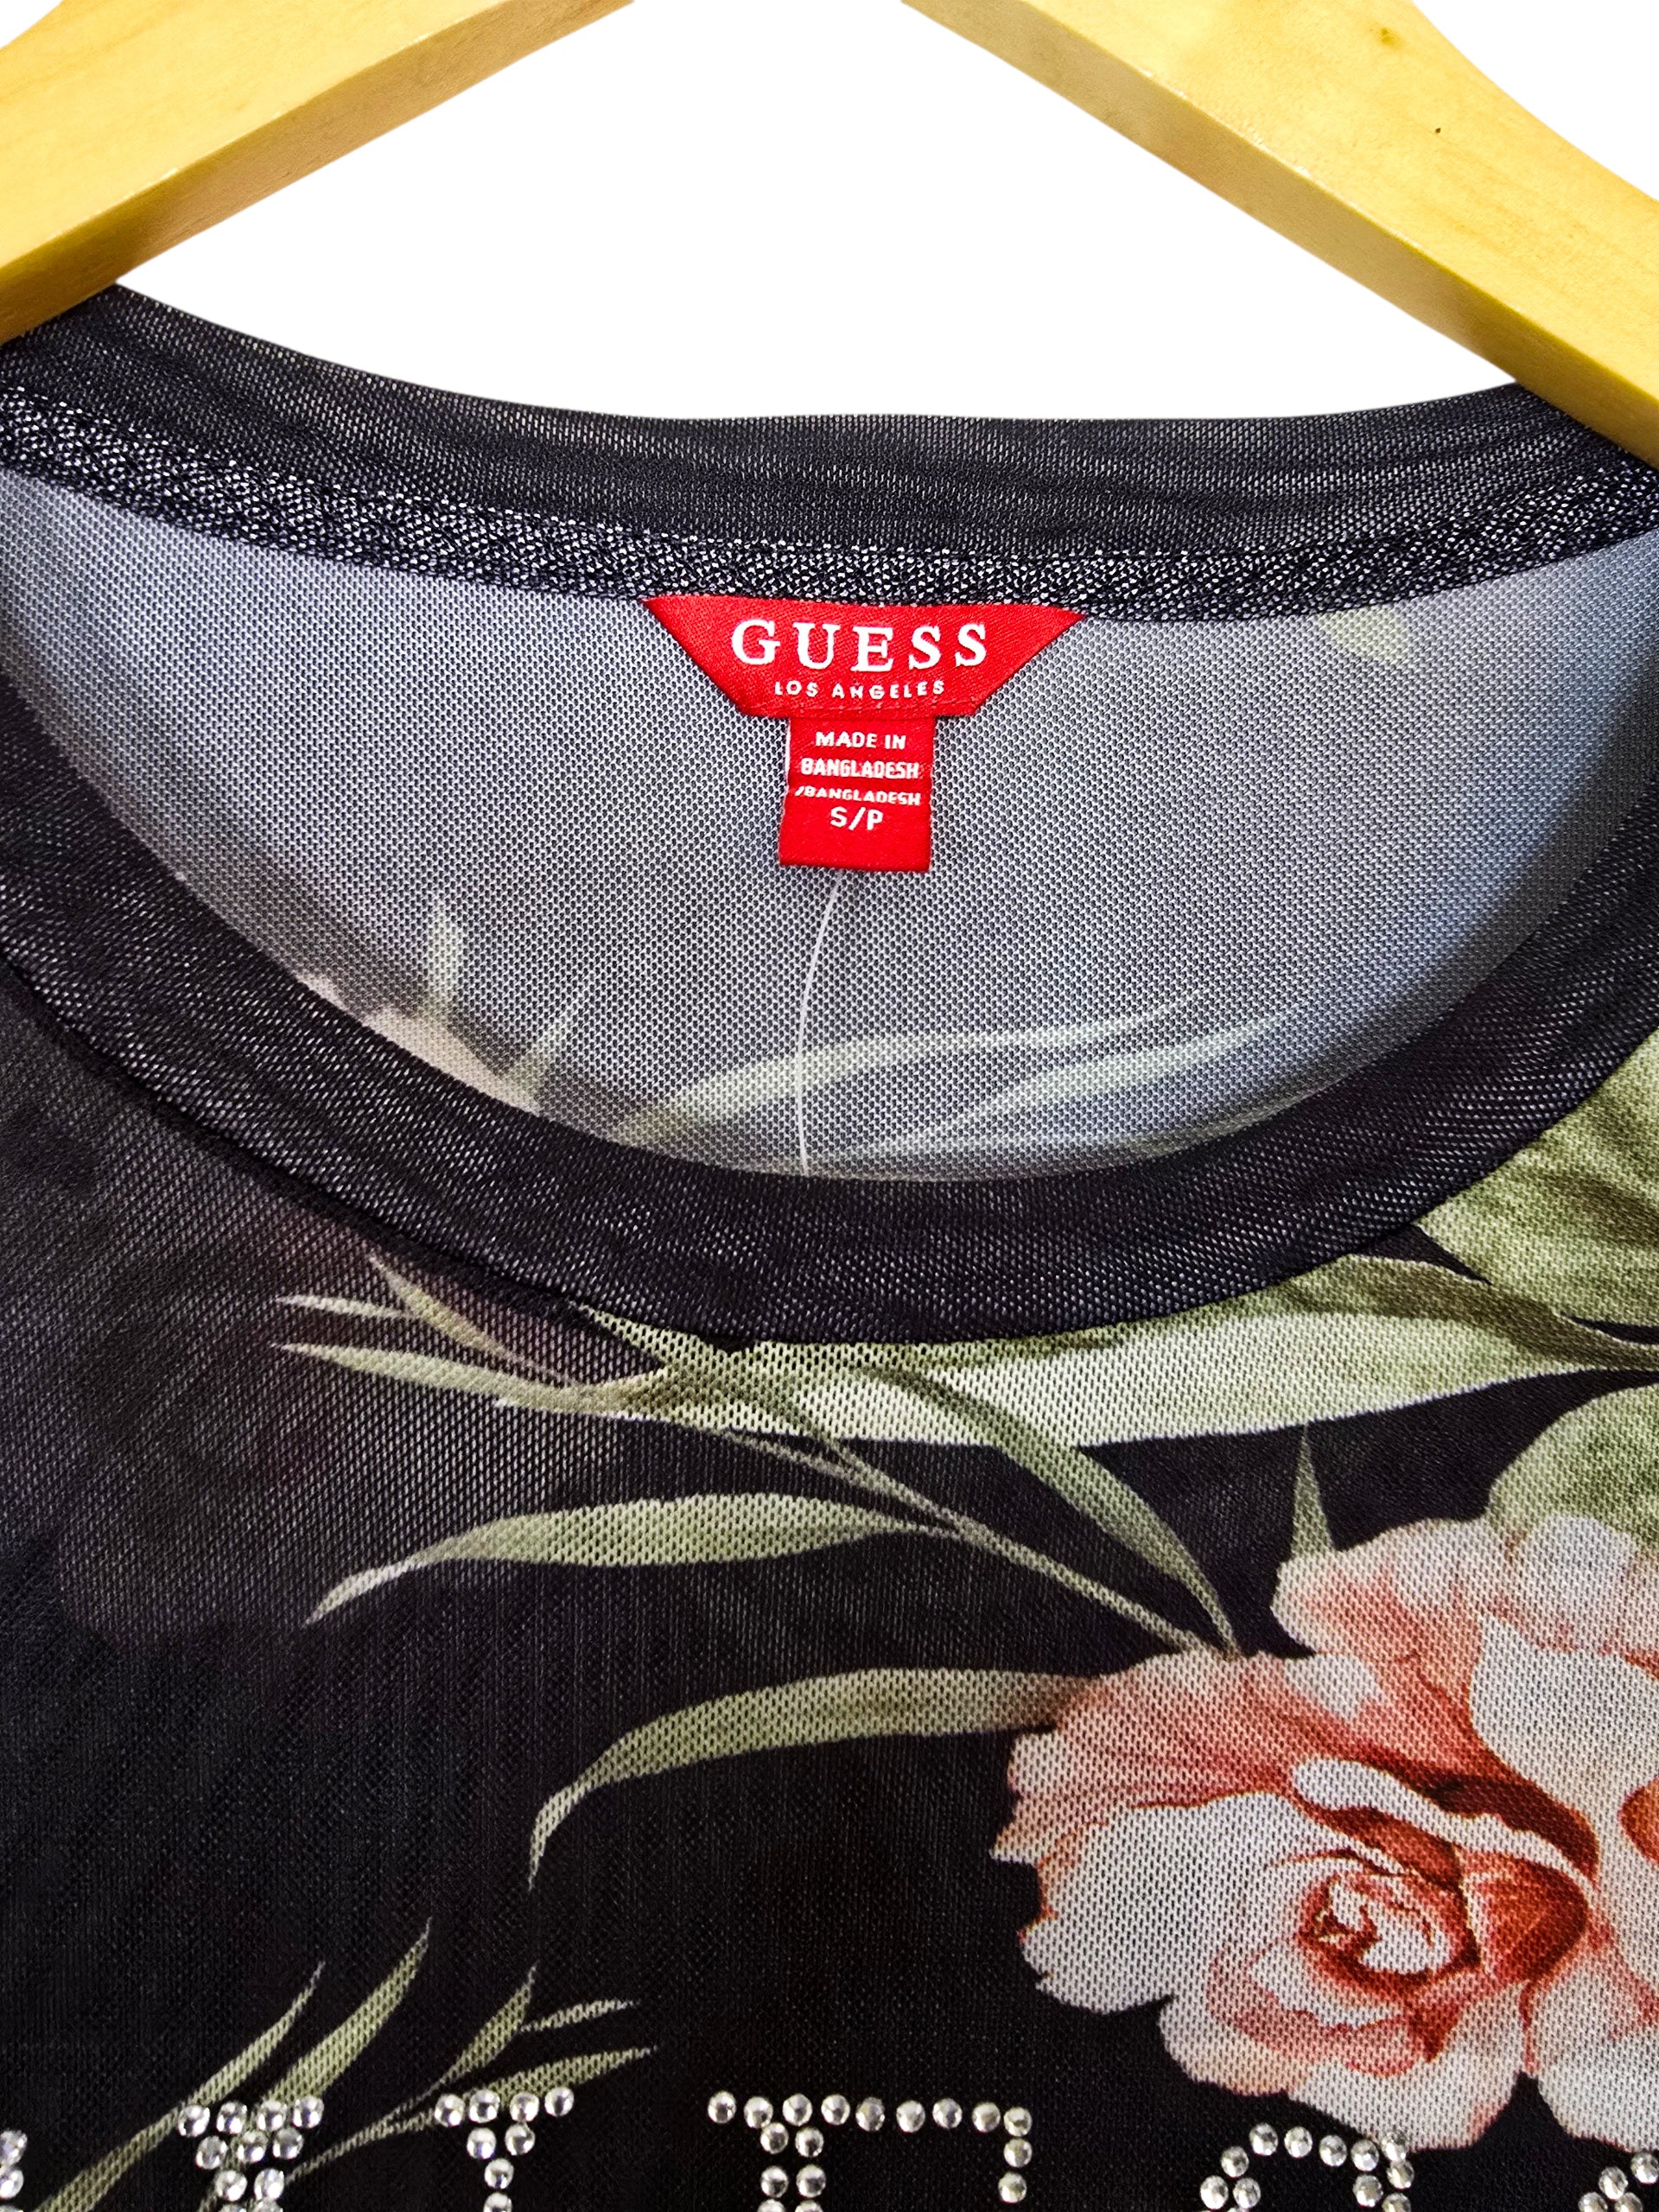 GUESS
LOS ANGELES
MADE IN
BANGLADESH
/BANGLADESH
S/P